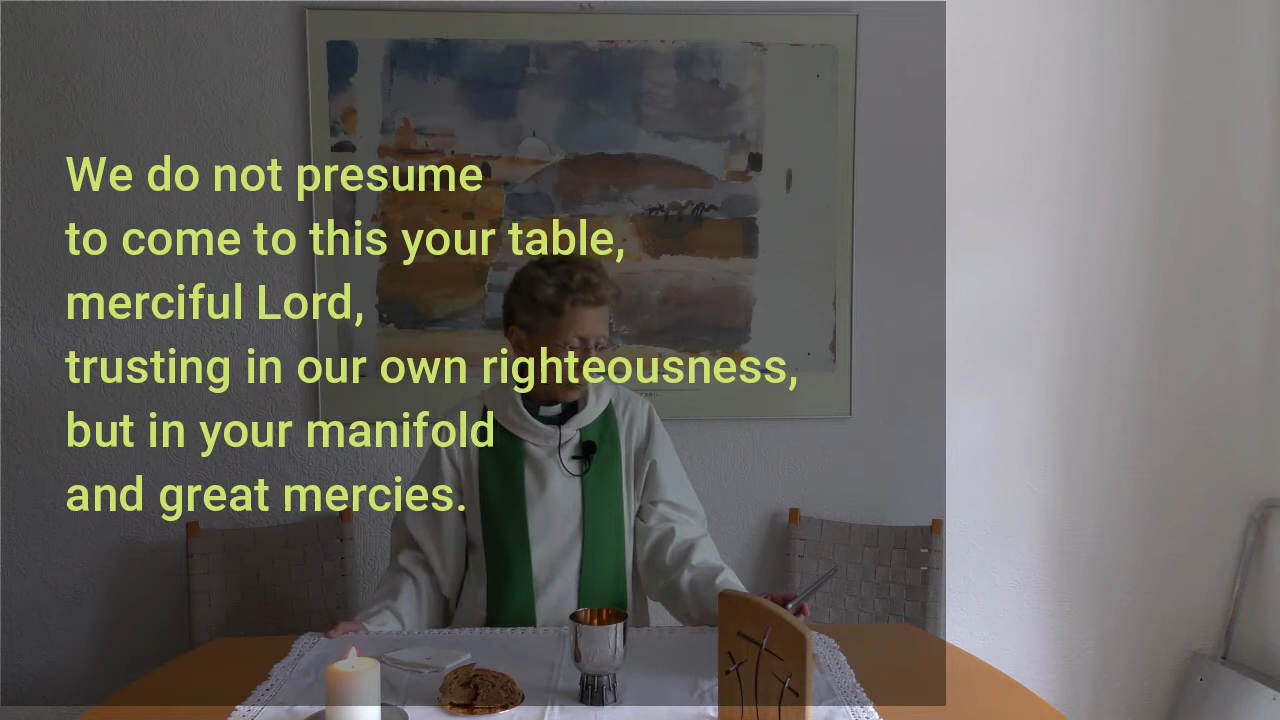 We do not presume
to come to this your table,
merciful Lord,
trusting in our own righteousness,
but in your manifold
and great mercies.